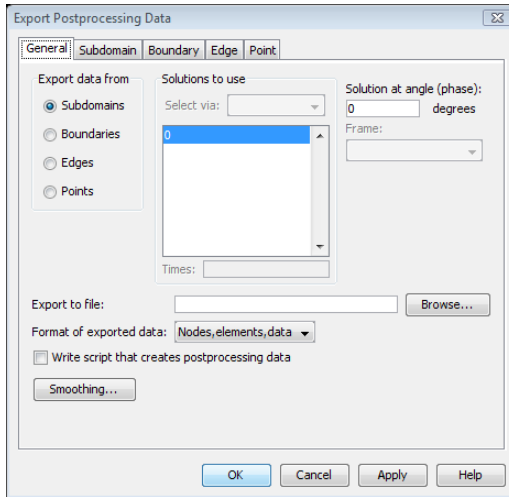 Export Postprocessing Data
General Subdomain Boundary Edge Point
Export data from
Subdomains
Boundaries
Edges
Points
Solutions to use
Select via:
0
Times:
Solution at angle (phase):
0 degrees
Frame:
Export to file: Browse...
Format of exported data: Nodes,elements,data
Write script that creates postprocessing data
Smoothing...
OK Cancel Apply Help